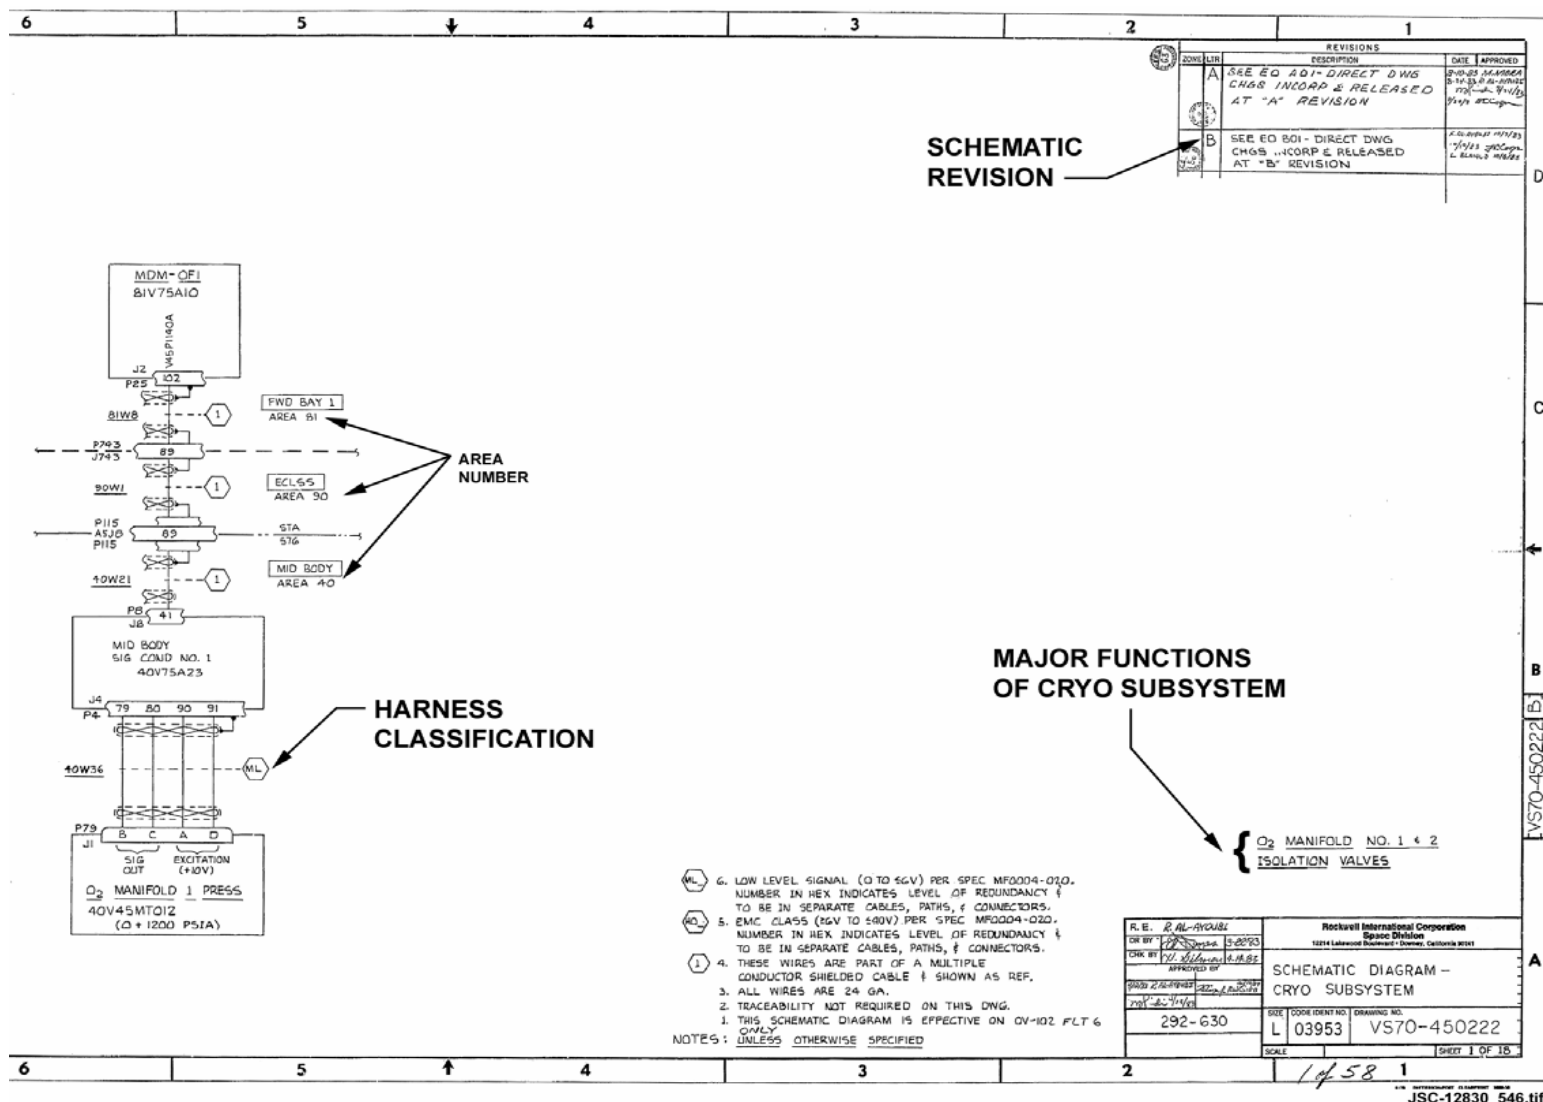 6 5 4 3 2 1
REVISIONS
ZONE LTR DESCRIPTION DATE APPROVED
A SEE EO A01-DIRECT DWG
CHGS INCORP & RELEASED
AT "A" REVISION
B SEE EO B01-DIRECT DWG
CHGS INCORP & RELEASED
AT "B" REVISION
SCHEMATIC
REVISION
D
MDM-OF1
81V75A10
V45P1140A
J2
102
P25
81W8
1
FWD BAY 1
AREA 81
C
P743
89
J743
AREA
NUMBER
90W1
1
ECLSS
AREA 90
P115
A5J8
89
P115
STA
576
40W21
1
MID BODY
AREA 40
P8
41
J8
MID BODY
SIG COND NO. 1
40V75A23
MAJOR FUNCTIONS
OF CRYO SUBSYSTEM
B
J4
79 80 90 91
P4
HARNESS
CLASSIFICATION
40W36
ML
VS70-450222 B
P79
B C A D
J1
SIG
OUT
EXCITATION
(+10V)
O2 MANIFOLD 1 PRESS
40V45MT012
(0 + 1200 PSIA)
O2 MANIFOLD NO. 1 & 2
ISOLATION VALVES
ML 6. LOW LEVEL SIGNAL (0 TO ≤6V) PER SPEC MF0004-020.
NUMBER IN HEX INDICATES LEVEL OF REDUNDANCY &
TO BE IN SEPARATE CABLES, PATHS, & CONNECTORS.
HO 5. EMC CLASS (≥6V TO ≤40V) PER SPEC MF0004-020.
NUMBER IN HEX INDICATES LEVEL OF REDUNDANCY &
TO BE IN SEPARATE CABLES, PATHS, & CONNECTORS.
1 4. THESE WIRES ARE PART OF A MULTIPLE
CONDUCTOR SHIELDED CABLE & SHOWN AS REF.
3. ALL WIRES ARE 24 GA.
2. TRACEABILITY NOT REQUIRED ON THIS DWG.
1. THIS SCHEMATIC DIAGRAM IS EFFECTIVE ON OV-102 FLT 6
ONLY
NOTES: UNLESS OTHERWISE SPECIFIED
R.E. R. AL-AYOUBI
DR BY
CHK BY
APPROVED BY
292-630
Rockwell International Corporation
Space Division
12214 Lakewood Boulevard • Downey, California 90241
SCHEMATIC DIAGRAM -
CRYO SUBSYSTEM
A
SIZE CODE IDENT NO. DRAWING NO.
L 03953 VS70-450222
SCALE SHEET 1 OF 18
6 5 4 3 2 1
1 of 58
JSC-12830_546.tif